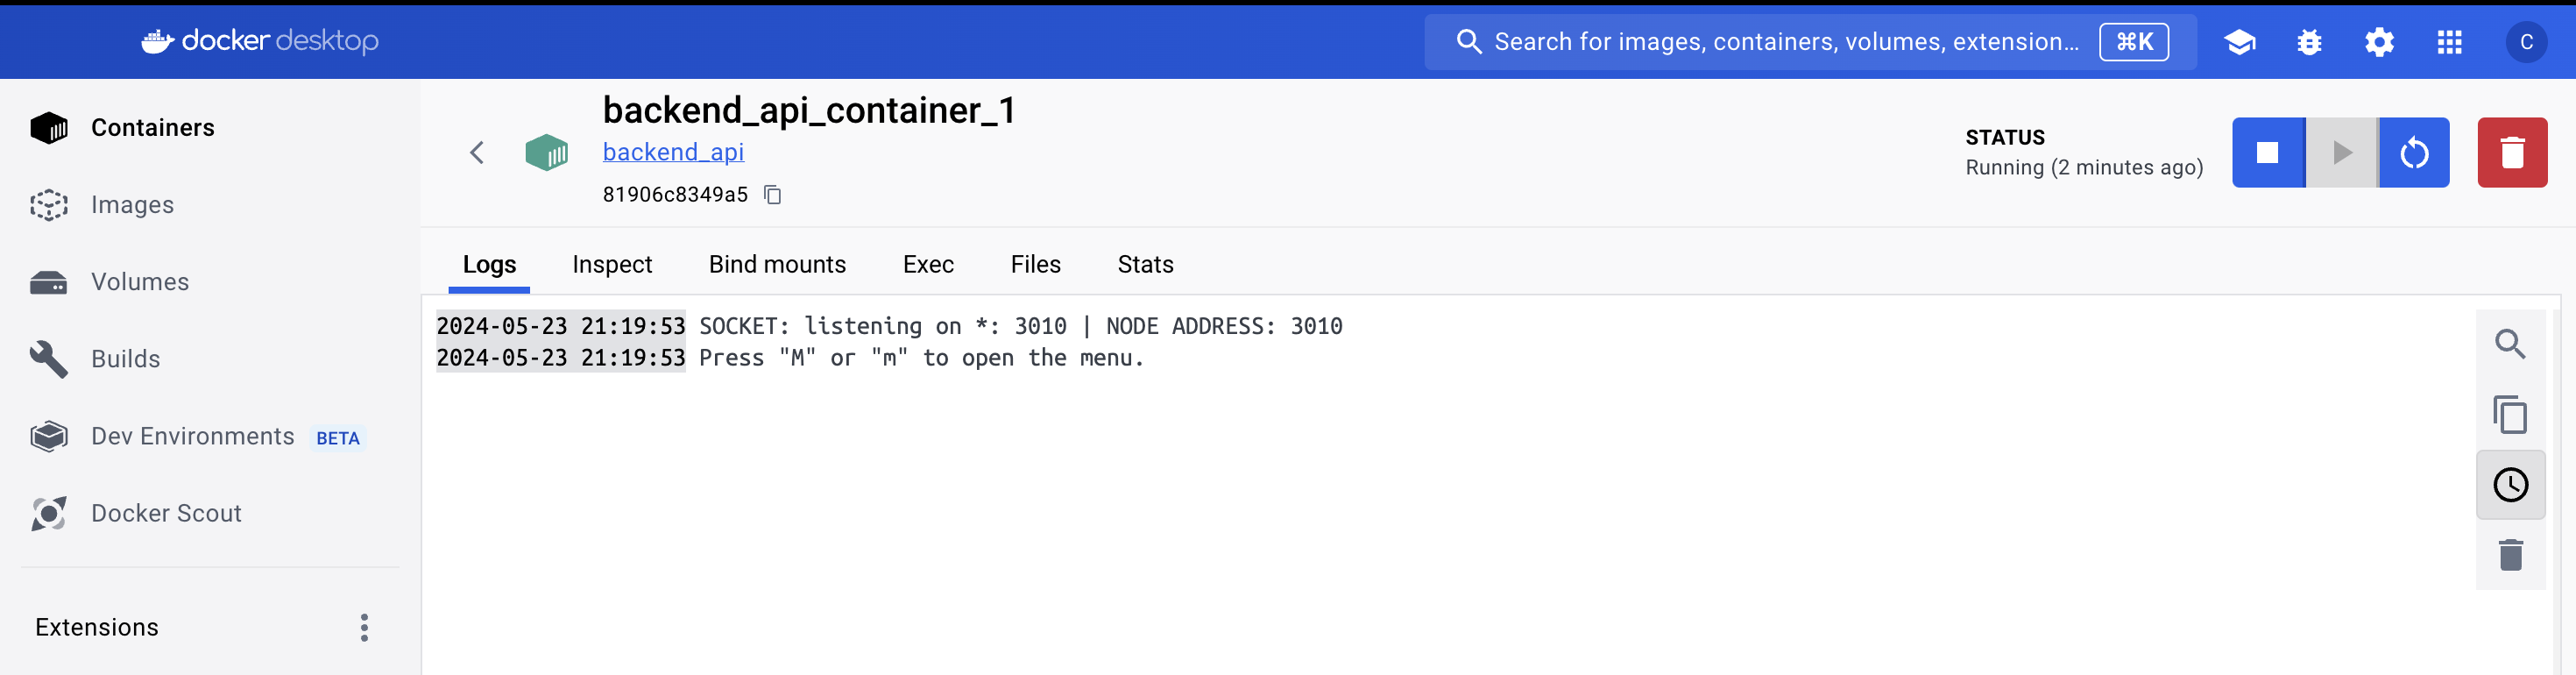 docker desktop
Search for images, containers, volumes, extension...
⌘K
C
Containers
Images
Volumes
Builds
Dev Environments BETA
Docker Scout
Extensions
backend_api_container_1
backend_api
81906c8349a5
STATUS
Running (2 minutes ago)
Logs Inspect Bind mounts Exec Files Stats
2024-05-23 21:19:53 SOCKET: listening on *: 3010 | NODE ADDRESS: 3010
2024-05-23 21:19:53 Press "M" or "m" to open the menu.